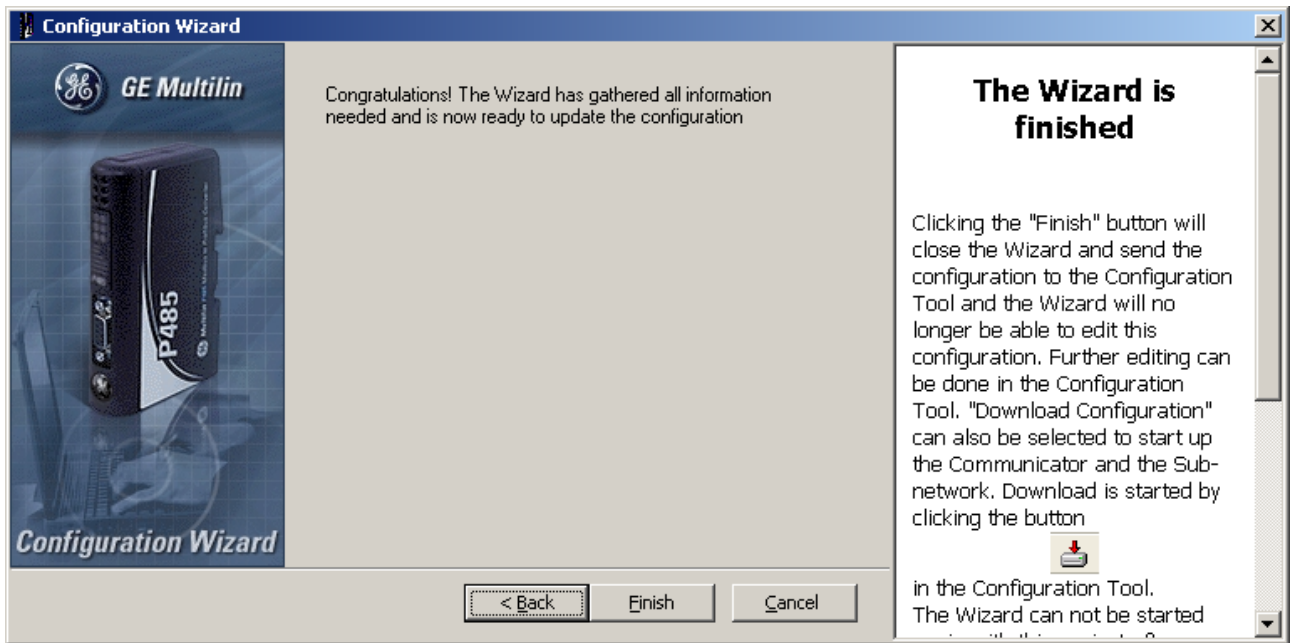 Configuration Wizard
GE Multilin
P485
Configuration Wizard
Congratulations! The Wizard has gathered all information
needed and is now ready to update the configuration
< Back
Finish
Cancel
The Wizard is
finished
Clicking the "Finish" button will
close the Wizard and send the
configuration to the Configuration
Tool and the Wizard will no
longer be able to edit this
configuration. Further editing can
be done in the Configuration
Tool. "Download Configuration"
can also be selected to start up
the Communicator and the Sub-
network. Download is started by
clicking the button
in the Configuration Tool.
The Wizard can not be started